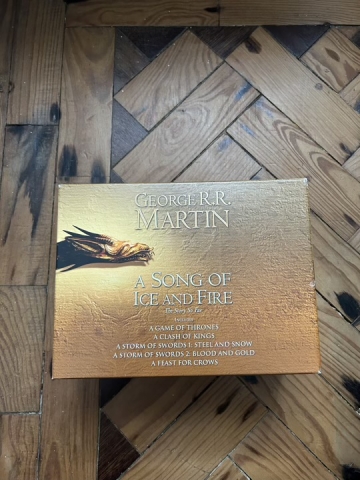 GEORGE R.R.
MARTIN
A SONG OF
ICE AND FIRE
The Story So Far
Includes
A GAME OF THRONES
A CLASH OF KINGS
A STORM OF SWORDS 1: STEEL AND SNOW
A STORM OF SWORDS 2: BLOOD AND GOLD
A FEAST FOR CROWS